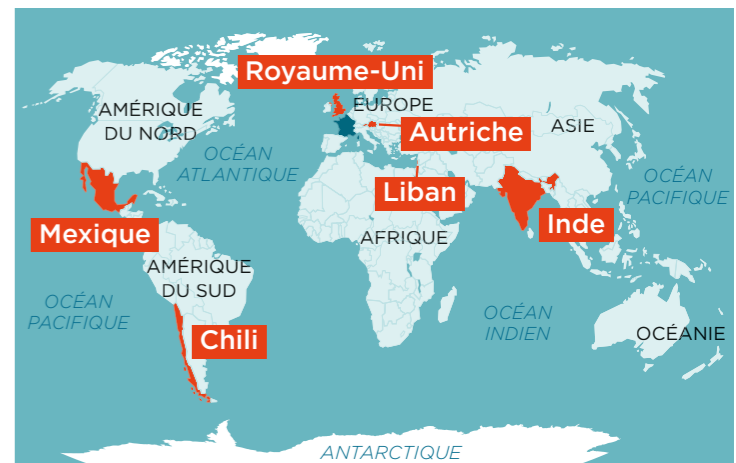 Royaume-Uni
EUROPE
AMÉRIQUE
DU NORD
Autriche
ASIE
OCÉAN
ATLANTIQUE
OCÉAN
PACIFIQUE
Liban
Inde
Mexique
AFRIQUE
AMÉRIQUE
DU SUD
OCÉAN
PACIFIQUE
OCÉAN
INDIEN
Chili
OCÉANIE
ANTARCTIQUE